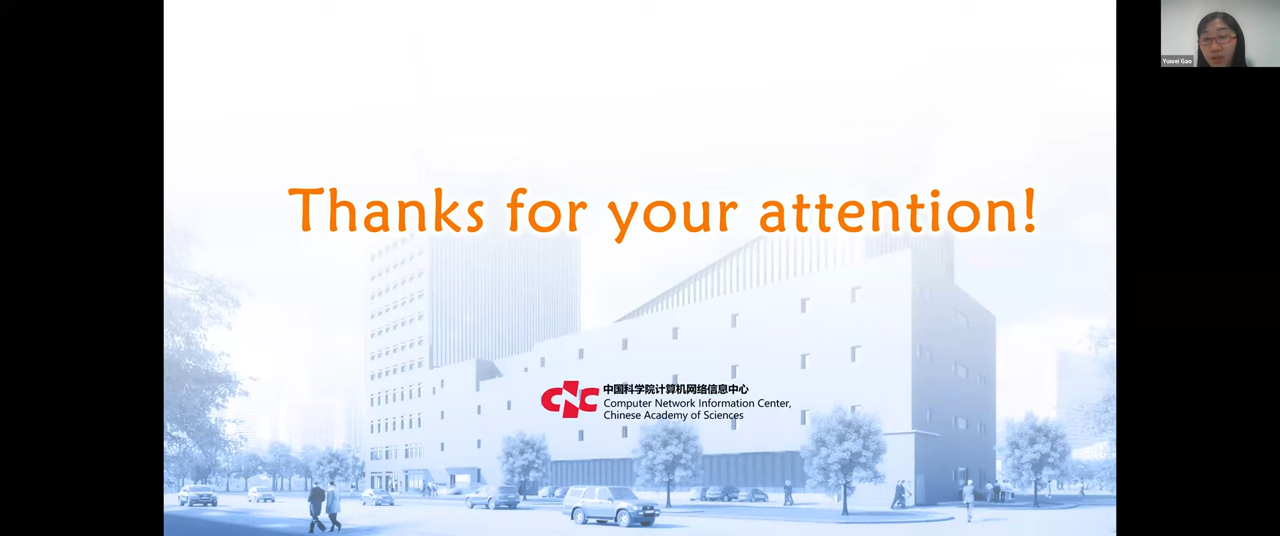 Yuwei Gao
Thanks for your attention!
CNC
中国科学院计算机网络信息中心
Computer Network Information Center,
Chinese Academy of Sciences